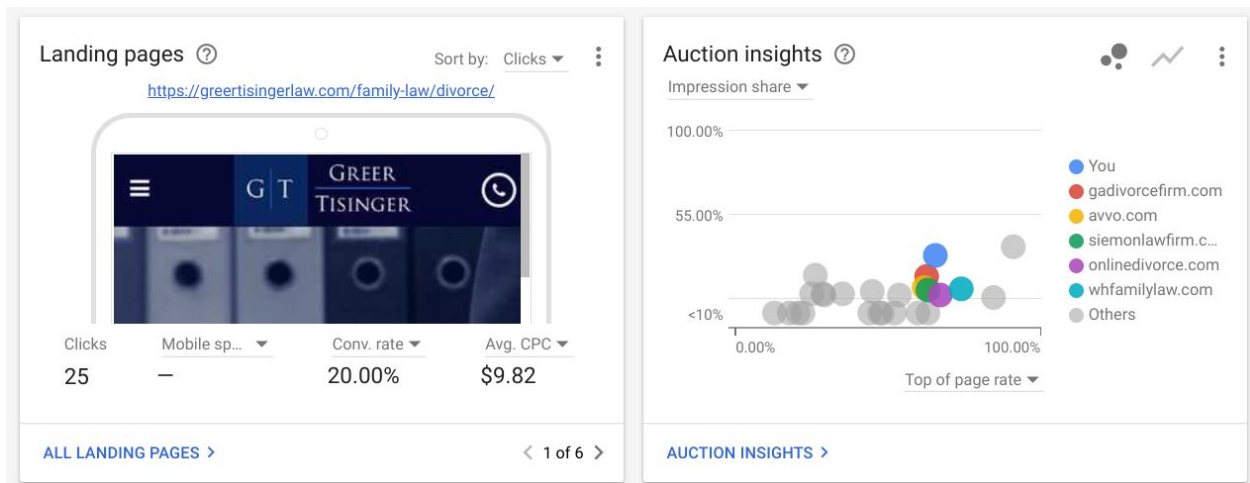 Landing pages
Sort by: Clicks
https://greertisingerlaw.com/family-law/divorce/
G T
GREER
TISINGER
Clicks
Mobile sp...
Conv. rate
Avg. CPC
25
—
20.00%
$9.82
ALL LANDING PAGES
1 of 6
Auction insights
Impression share
100.00%
55.00%
<10%
0.00%
100.00%
Top of page rate
You
gadivorcefirm.com
avvo.com
siemonlawfirm.c...
onlinedivorce.com
whfamilylaw.com
Others
AUCTION INSIGHTS